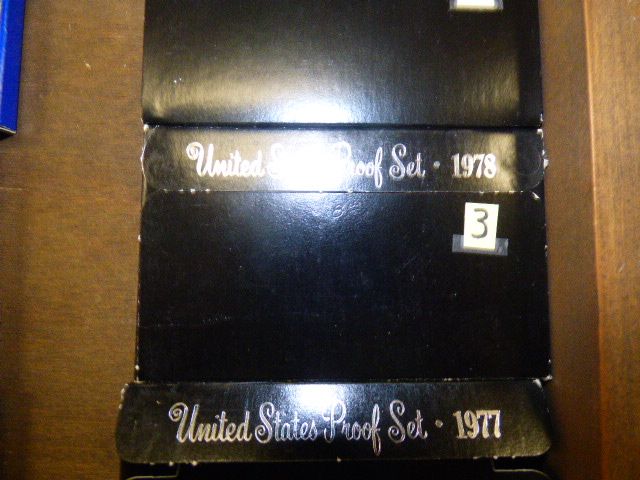 United States Proof Set · 1978
3
United States Proof Set · 1977